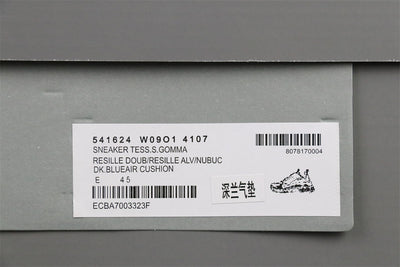 541624 W09O1 4107
SNEAKER TESS.S.GOMMA
8078170004
RESILLE DOUB/RESILLE ALV/NUBUC
DK.BLUEAIR CUSHION
E 45
深兰气垫
ECBA7003323F